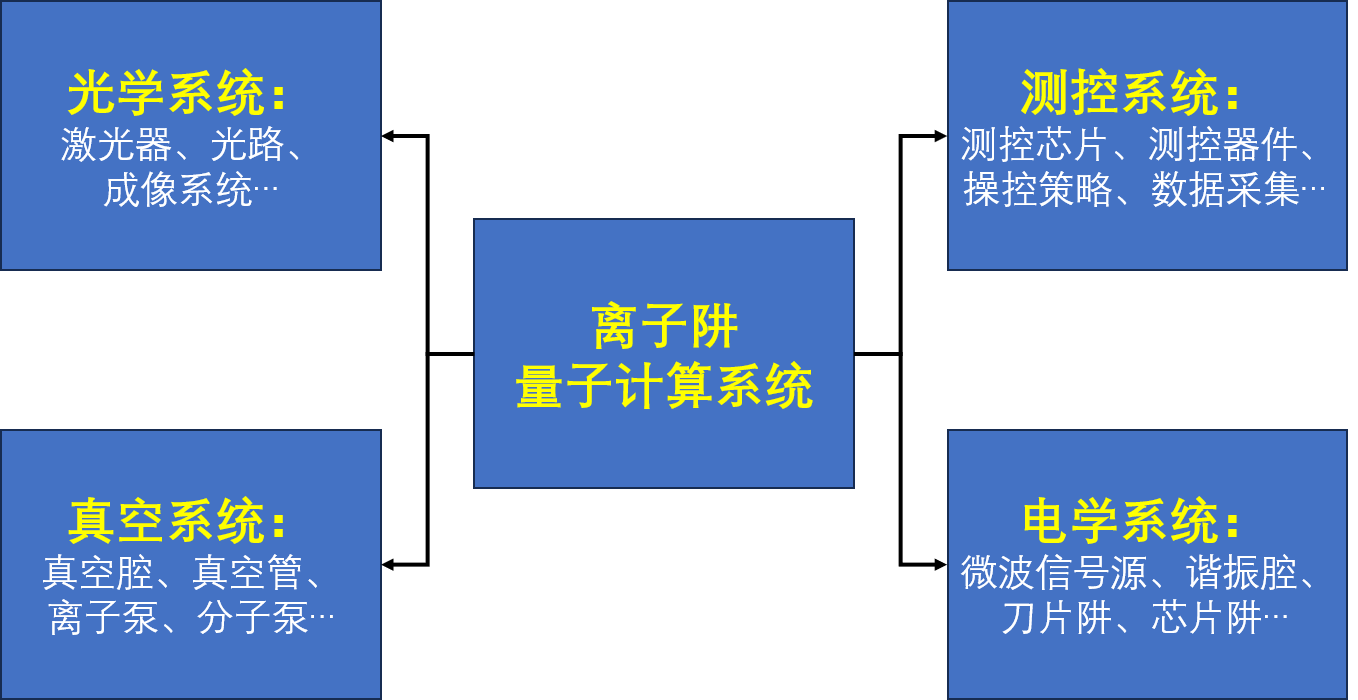 光学系统：
激光器、光路、
成像系统…
测控系统：
测控芯片、测控器件、
操控策略、数据采集…
离子阱
量子计算系统
真空系统：
真空腔、真空管、
离子泵、分子泵…
电学系统：
微波信号源、谐振腔、
刀片阱、芯片阱…